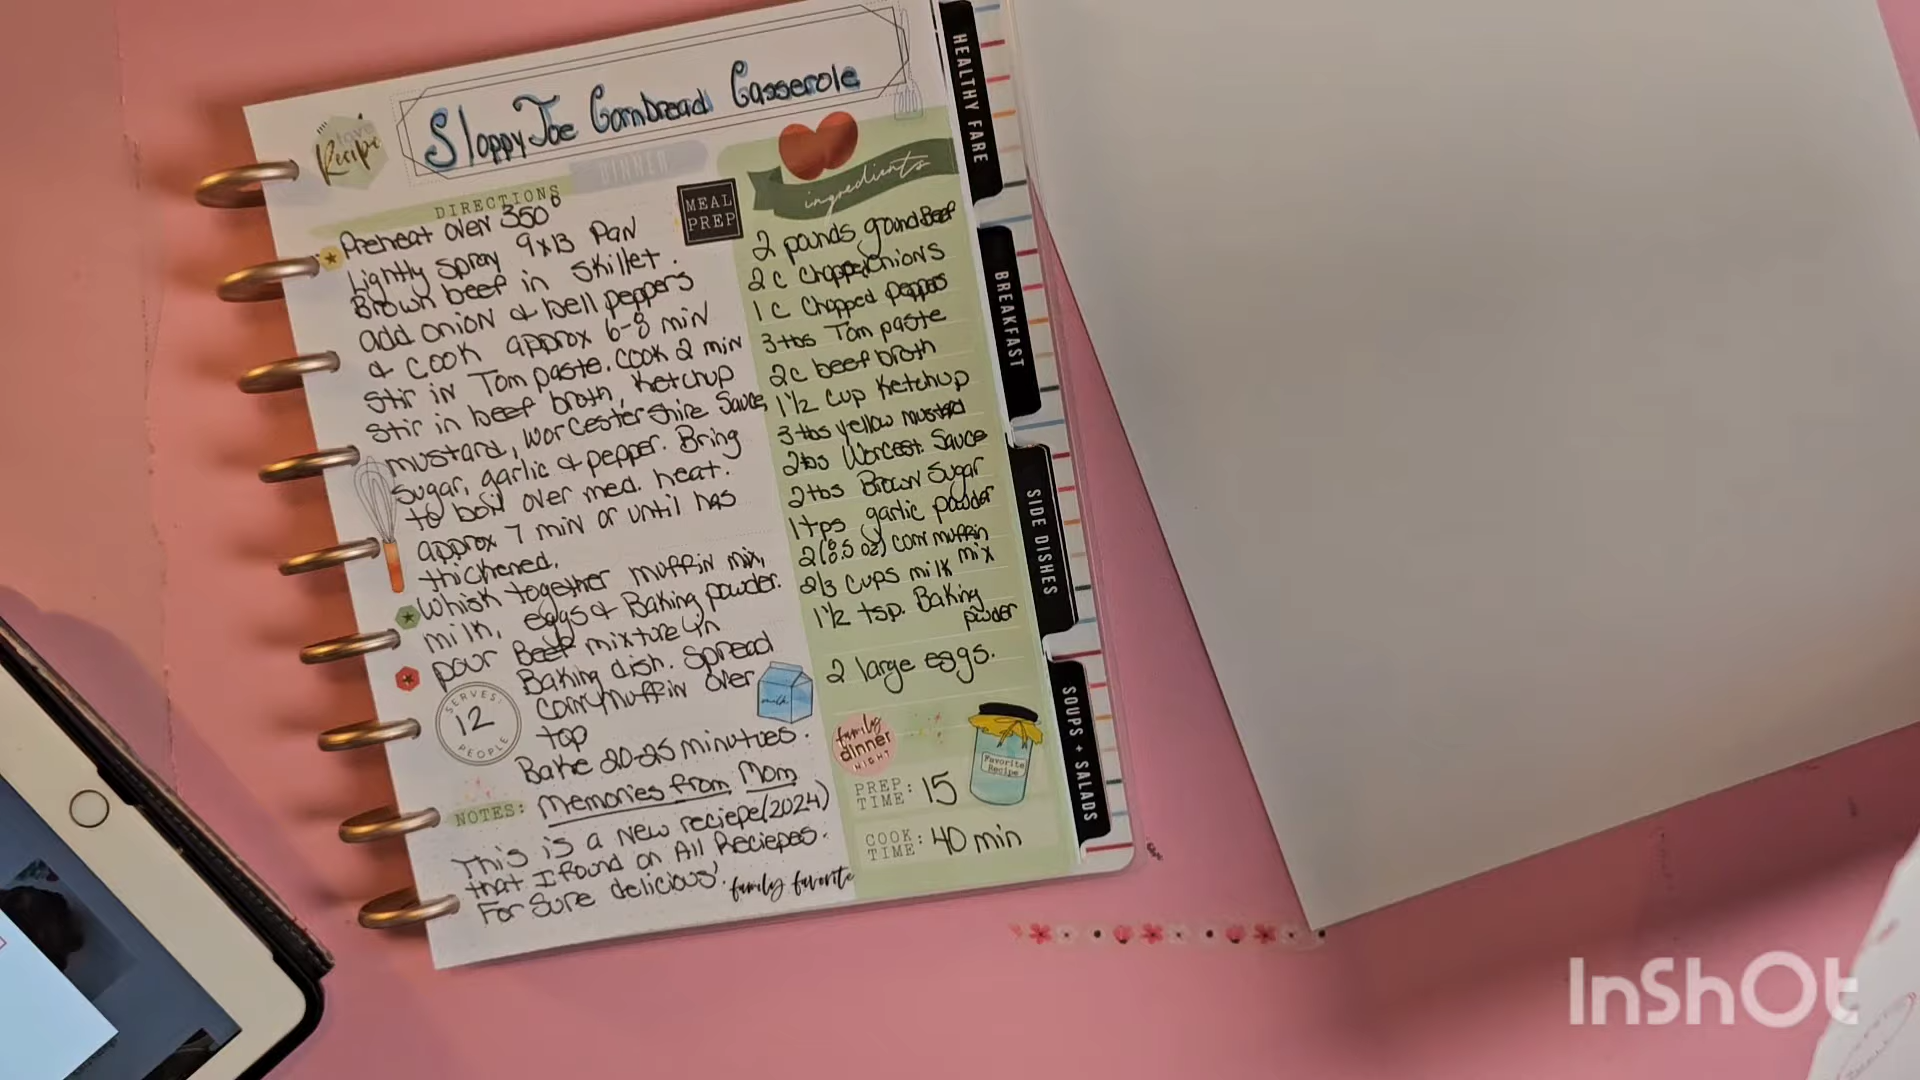 love
Recipe
Sloppy Joe Cornbread Casserole
DINNER
DIRECTIONS
MEAL
PREP
Preheat oven 350°
Lightly spray 9x13 Pan
Brown beef in skillet.
add onion & bell peppers
& cook approx 6-8 min
stir in Tom paste. cook 2 min
stir in beef broth, Ketchup
mustard, worcestershire sauce,
sugar, garlic & pepper. Bring
to boil over med. heat.
approx 7 min or until has
thickened.
whisk together muffin mix,
milk, eggs & Baking powder.
pour Beef mixture in
Baking dish. Spread
corn muffin over
top
Bake 20-25 minutues.
SERVES:
12
PEOPLE
milk
NOTES: Memories from Mom
This is a new reciepe (2024)
that I found on All Reciepes.
For Sure delicious!
family favorite
ingredients
2 pounds ground Beef
2 c chopped onions
1 c chopped peppers
3 tbs Tom paste
2c beef broth
1 1/2 cup Ketchup
3 tbs yellow mustard
2 tbs Worcest. Sauce
2 tbs Brown Sugar
1 tps garlic powder
2 (8.5 oz) corn muffin
mix
2/3 cups milk
1 1/2 tsp. Baking
powder
2 large eggs.
family
dinner
NIGHT
Favorite
Recipe
PREP
TIME: 15
COOK
TIME: 40 min
HEALTHY FARE
BREAKFAST
SIDE DISHES
SOUPS + SALADS
InShOt